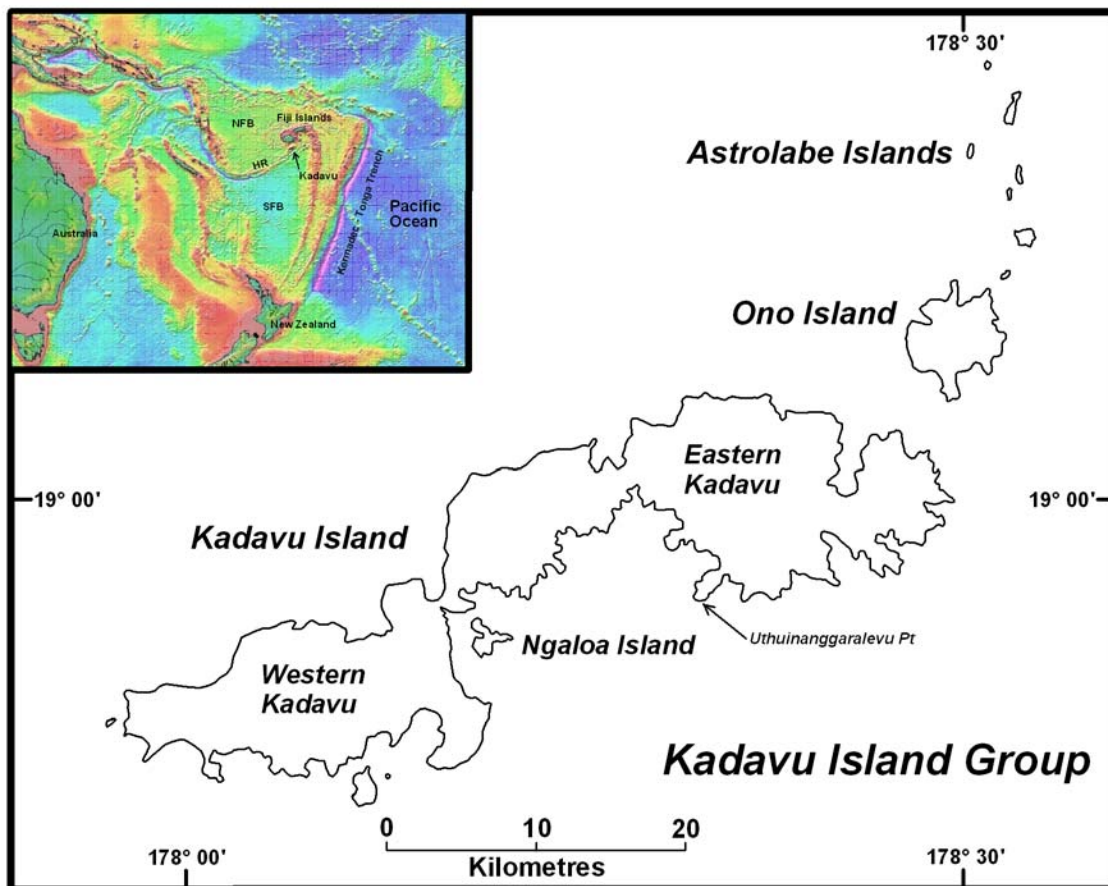 178° 30'
NFB
Fiji Islands
HR
Kadavu
SFB
Kermadec - Tonga Trench
Pacific
Ocean
Australia
New Zealand
Astrolabe Islands
Ono Island
Eastern
Kadavu
19° 00'
19° 00'
Kadavu Island
Uthuinanggaralevu Pt
Ngaloa Island
Western
Kadavu
Kadavu Island Group
0 10 20
Kilometres
178° 00'
178° 30'